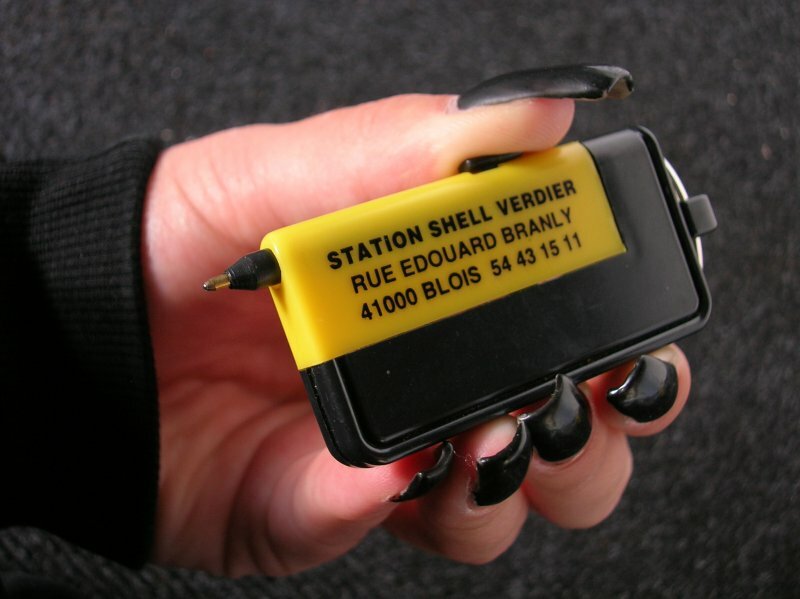 STATION SHELL VERDIER
RUE EDOUARD BRANLY
41000 BLOIS 54 43 15 11